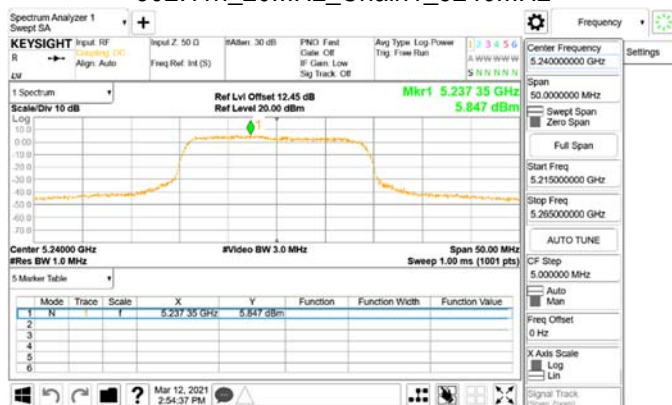 Spectrum Analyzer 1
Swept SA
+
Frequency
KEYSIGHT
Input: RF
Coupling: DC
Align: Auto
Input Z: 50 Ω
Freq Ref: Int (S)
#Atten: 30 dB
PNO: Fast
Gate: Off
IF Gain: Low
Sig Track: Off
Avg Type: Log-Power
Trig: Free Run
1 2 3 4 5 6
A W W W W W
S N N N N N
R
LM
1 Spectrum
Scale/Div 10 dB
Ref Lvl Offset 12.45 dB
Ref Level 20.00 dBm
Mkr1 5.237 35 GHz
5.847 dBm
Log
10.0
0.00
-10.0
-20.0
-30.0
-40.0
-50.0
-60.0
-70.0
1
Center 5.24000 GHz
#Res BW 1.0 MHz
#Video BW 3.0 MHz
Span 50.00 MHz
Sweep 1.00 ms (1001 pts)
5 Marker Table
Mode Trace Scale X Y Function Function Width Function Value
1 N 1 f 5.237 35 GHz 5.847 dBm
2
3
4
5
6
Mar 12, 2021
2:54:37 PM
Center Frequency
5.240000000 GHz
Settings
Span
50.0000000 MHz
Swept Span
Zero Span
Full Span
Start Freq
5.215000000 GHz
Stop Freq
5.265000000 GHz
AUTO TUNE
CF Step
5.000000 MHz
Auto
Man
Freq Offset
0 Hz
X Axis Scale
Log
Lin
Signal Track